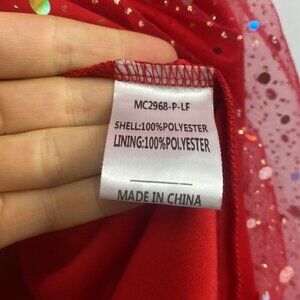 MC2968-P-LF
SHELL:100%POLYESTER
LINING:100%POLYESTER
MADE IN CHINA